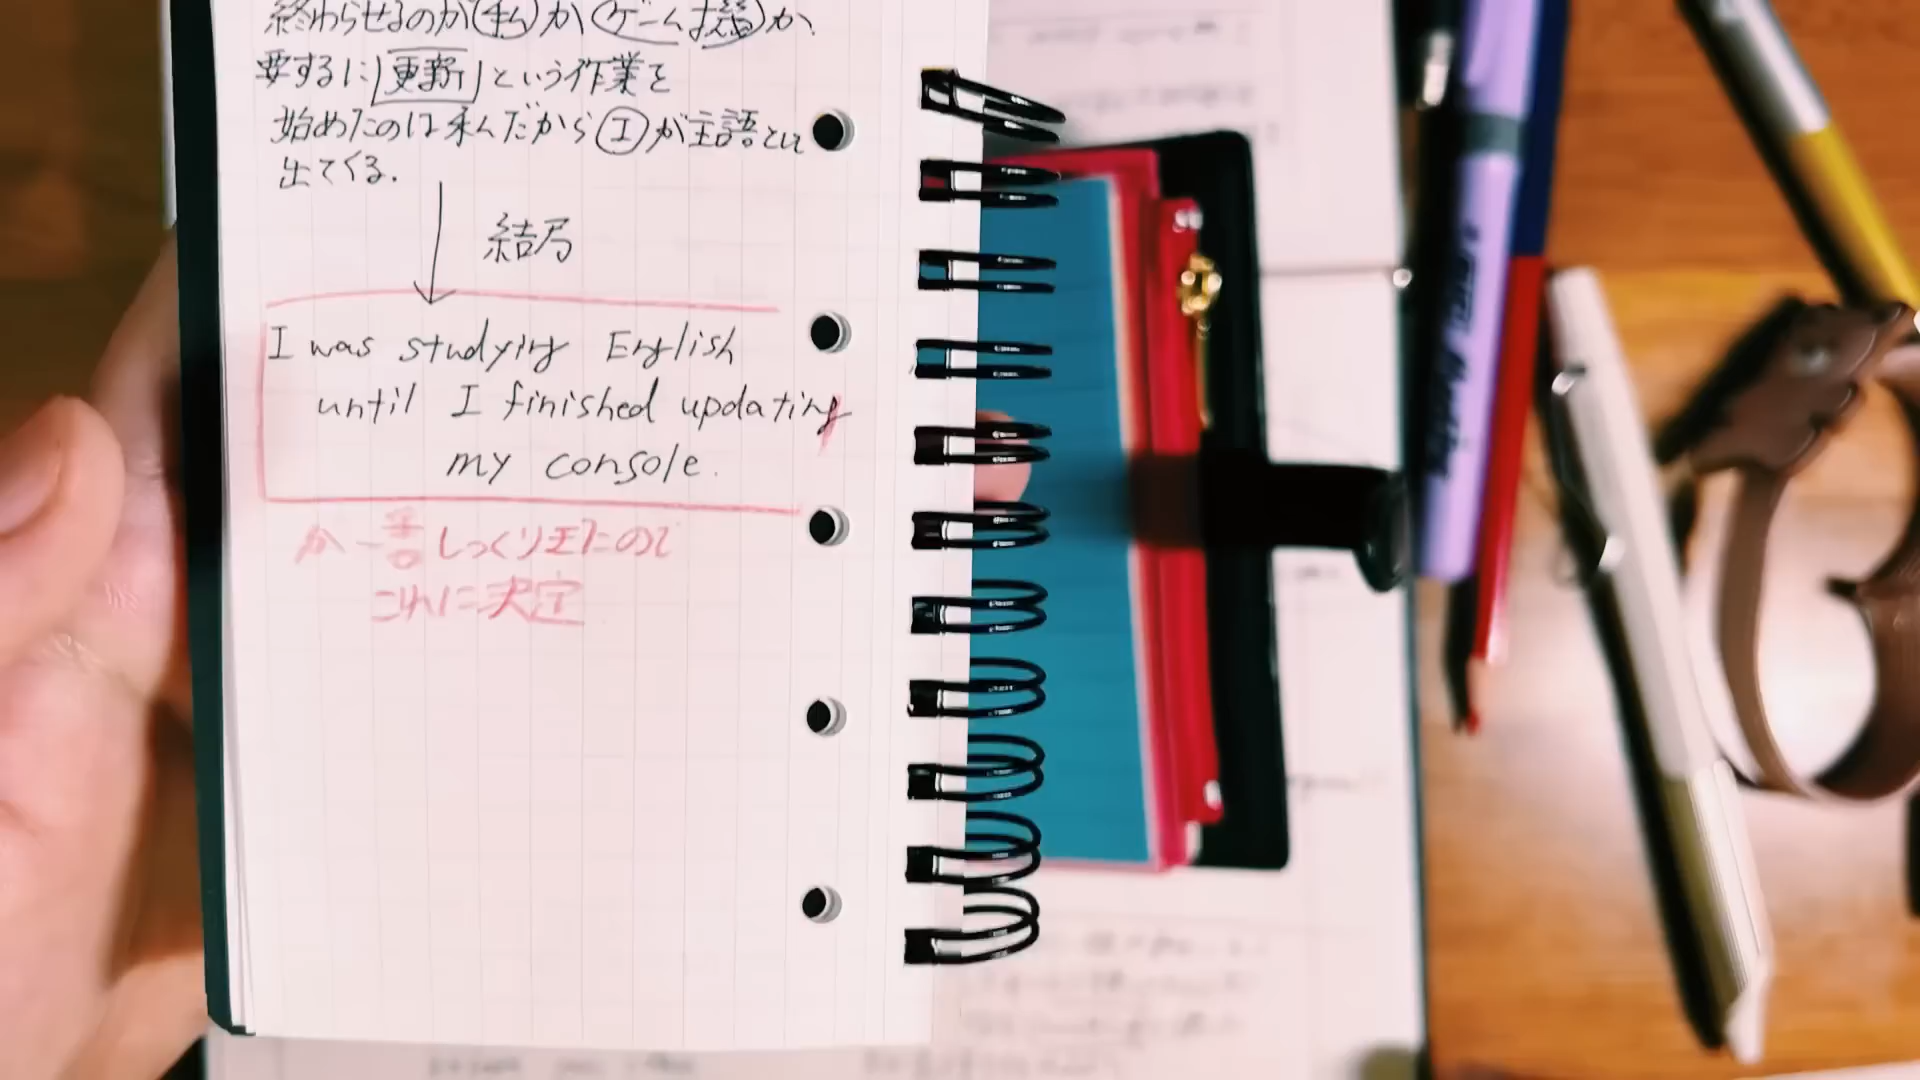 終わらせるのが私かゲーム機か、
要するに更新という作業を
始めたのは私だからIが主語として
出てくる.
結局
I was studying English
until I finished updating
my console.
が一番しっくり来たので
これに決定